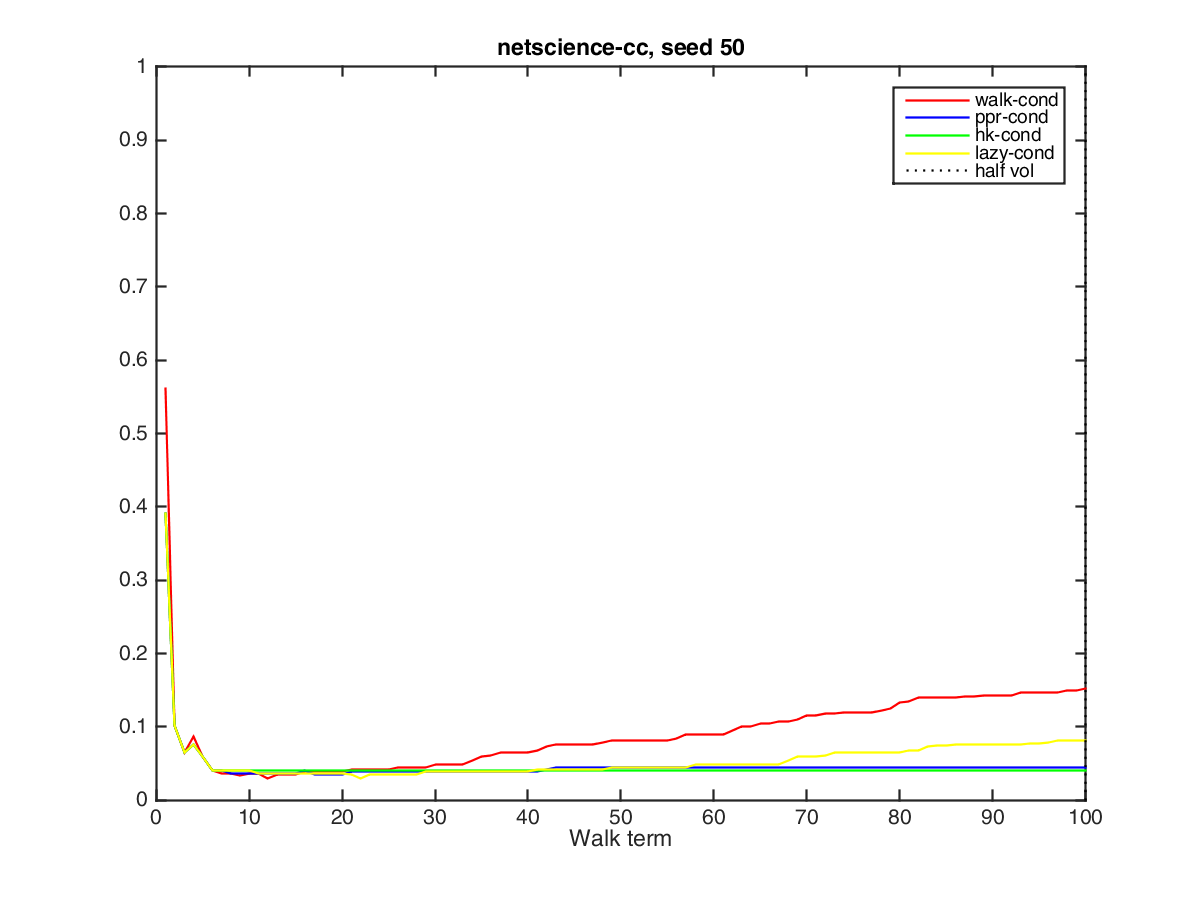 netscience-cc, seed 50
1
0.9
0.8
0.7
0.6
0.5
0.4
0.3
0.2
0.1
0
walk-cond
ppr-cond
hk-cond
lazy-cond
half vol
0 10 20 30 40 50 60 70 80 90 100
Walk term